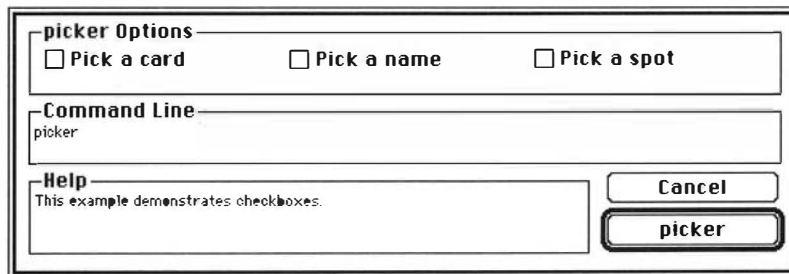 picker Options
Pick a card Pick a name Pick a spot
Command Line
picker
Help
This example demonstrates checkboxes.
Cancel
picker